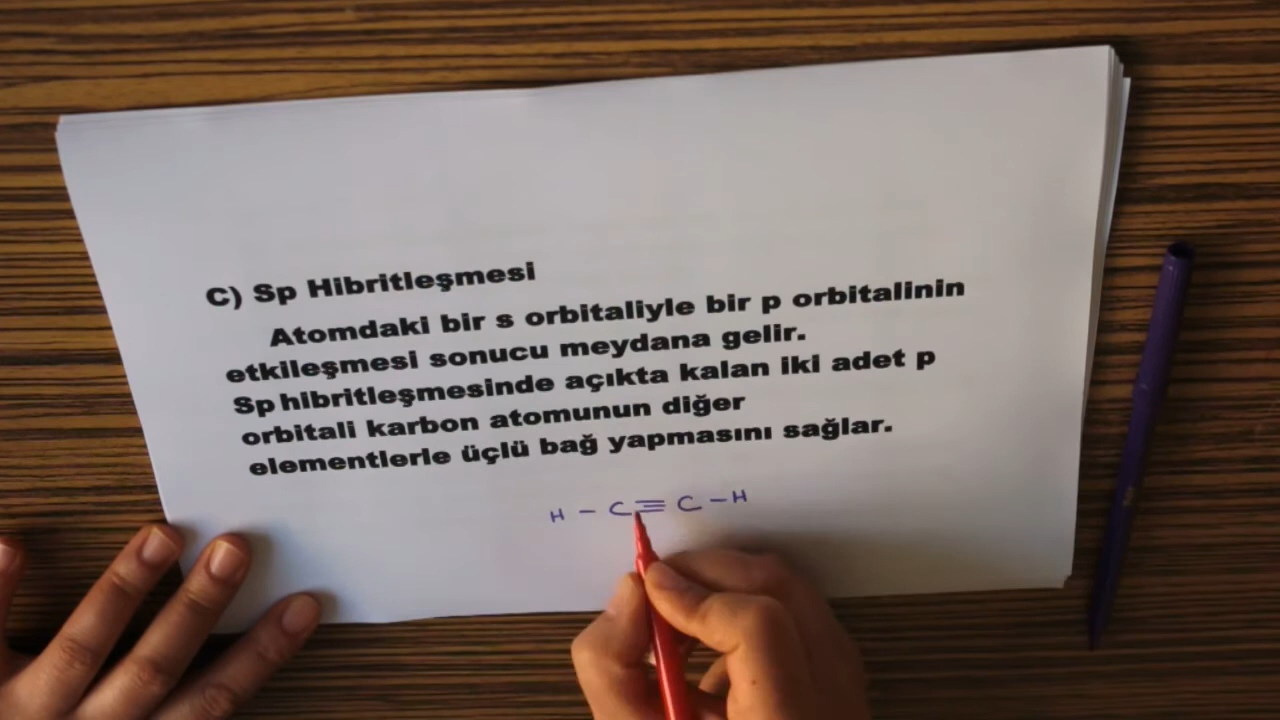 C) Sp Hibritleşmesi
Atomdaki bir s orbitaliyle bir p orbitalinin
etkileşmesi sonucu meydana gelir.
Sp hibritleşmesinde açıkta kalan iki adet p
orbitali karbon atomunun diğer
elementlerle üçlü bağ yapmasını sağlar.
H - C ≡ C - H